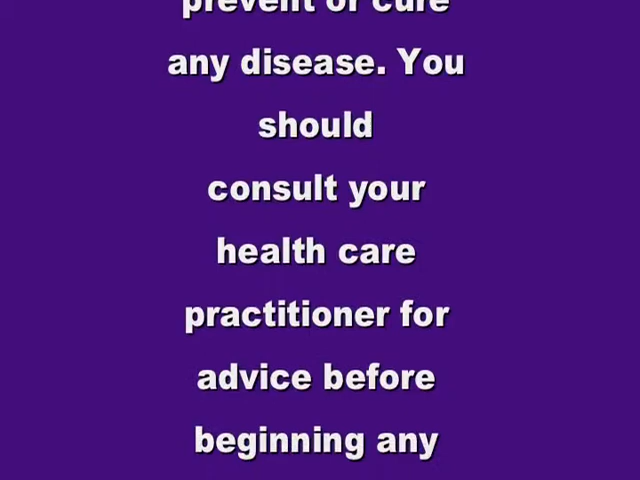 prevent or cure
any disease. You
should
consult your
health care
practitioner for
advice before
beginning any